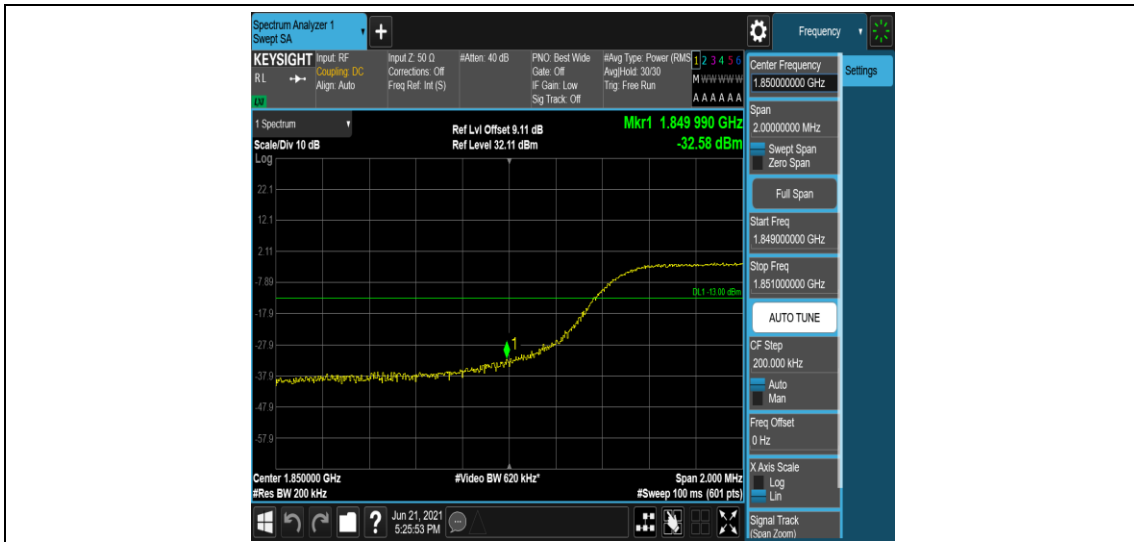 Spectrum Analyzer 1
Swept SA
+
Frequency
KEYSIGHT
RL
LXI
Input: RF
Coupling: DC
Align: Auto
Input Z: 50 Ω
Corrections: Off
Freq Ref: Int (S)
#Atten: 40 dB
PNO: Best Wide
Gate: Off
IF Gain: Low
Sig Track: Off
#Avg Type: Power (RMS
Avg|Hold: 30/30
Trig: Free Run
1 2 3 4 5 6
M W W W W W
A A A A A A
1 Spectrum
Scale/Div 10 dB
Log
Ref Lvl Offset 9.11 dB
Ref Level 32.11 dBm
Mkr1 1.849 990 GHz
-32.58 dBm
22.1
12.1
2.11
-7.89
DL1 -13.00 dBm
-17.9
-27.9
1
-37.9
-47.9
-57.9
Center 1.850000 GHz
#Res BW 200 kHz
#Video BW 620 kHz*
Span 2.000 MHz
#Sweep 100 ms (601 pts)
Center Frequency
1.850000000 GHz
Settings
Span
2.00000000 MHz
Swept Span
Zero Span
Full Span
Start Freq
1.849000000 GHz
Stop Freq
1.851000000 GHz
AUTO TUNE
CF Step
200.000 kHz
Auto
Man
Freq Offset
0 Hz
X Axis Scale
Log
Lin
Signal Track
(Span Zoom)
?
Jun 21, 2021
5:25:53 PM